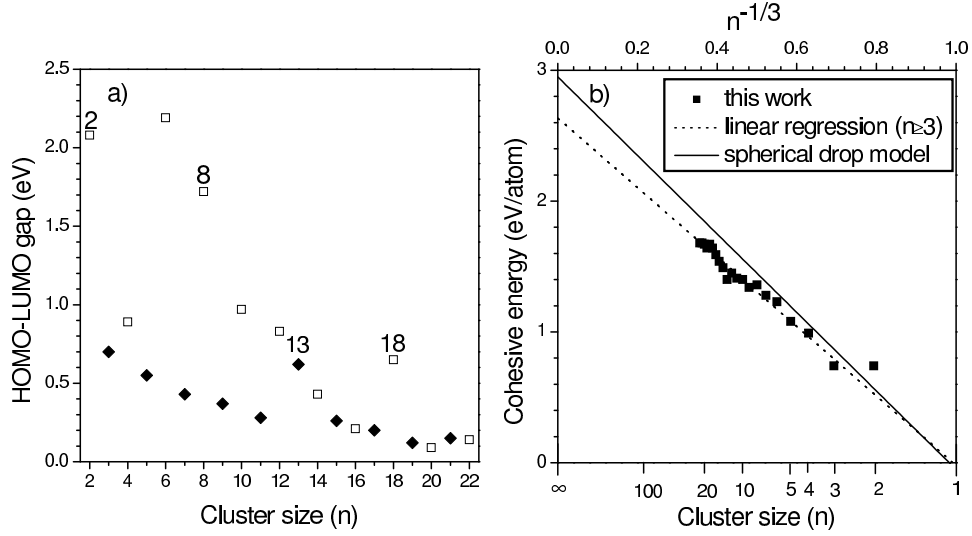 a)
2.5
2.0
1.5
1.0
0.5
0.0
HOMO-LUMO gap (eV)
2
8
13
18
2 4 6 8 10 12 14 16 18 20 22
Cluster size (n)
n-1/3
0.0 0.2 0.4 0.6 0.8 1.0
b)
this work
linear regression (n≥3)
spherical drop model
3
2
1
0
Cohesive energy (eV/atom)
∞ 100 20 10 5 4 3 2 1
Cluster size (n)